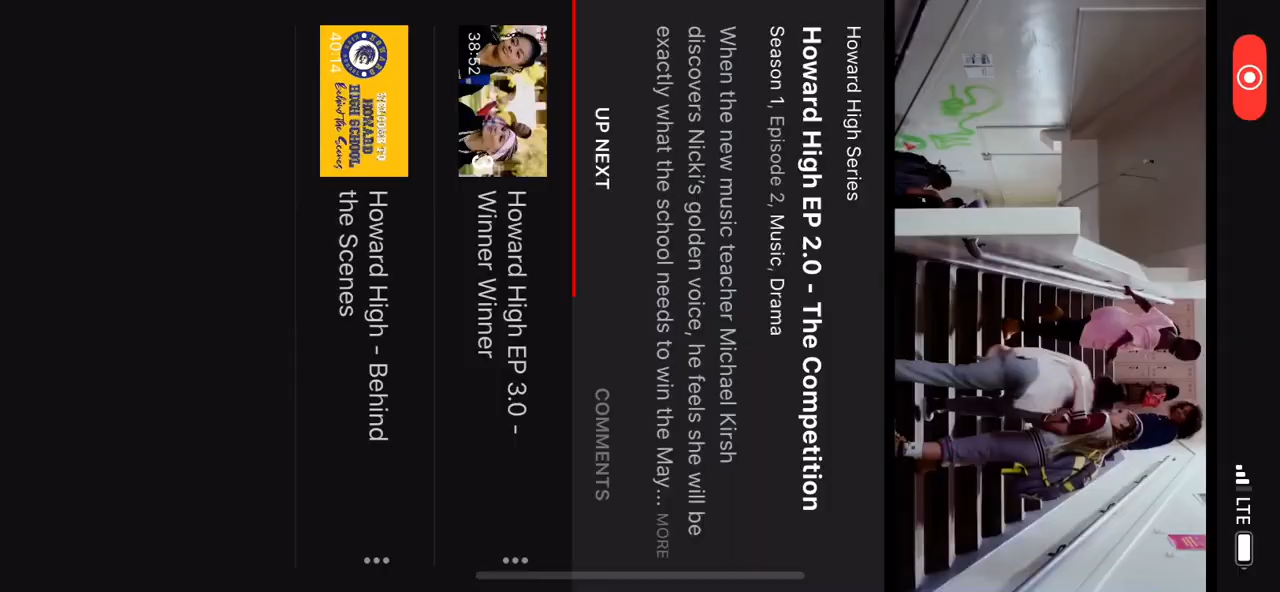 LTE
Howard High Series
Howard High EP 2.0 - The Competition
Season 1, Episode 2, Music, Drama
When the new music teacher Michael Kirsh
discovers Nicki's golden voice, he feels she will be
exactly what the school needs to win the May... MORE
UP NEXT
COMMENTS
38:52
Howard High EP 3.0 -
Winner Winner
40:14
HOWARD
HIGH SCHOOL
Behind the Scenes
Howard High - Behind
the Scenes